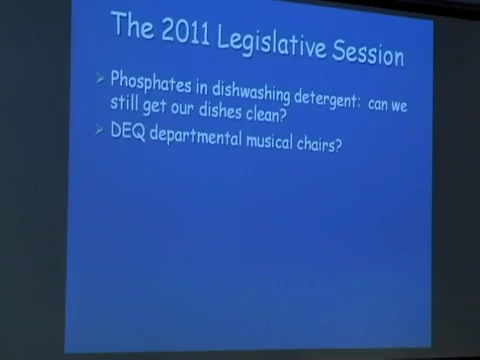 The 2011 Legislative Session
Phosphates in dishwashing detergent: can we
still get our dishes clean?
DEQ departmental musical chairs?